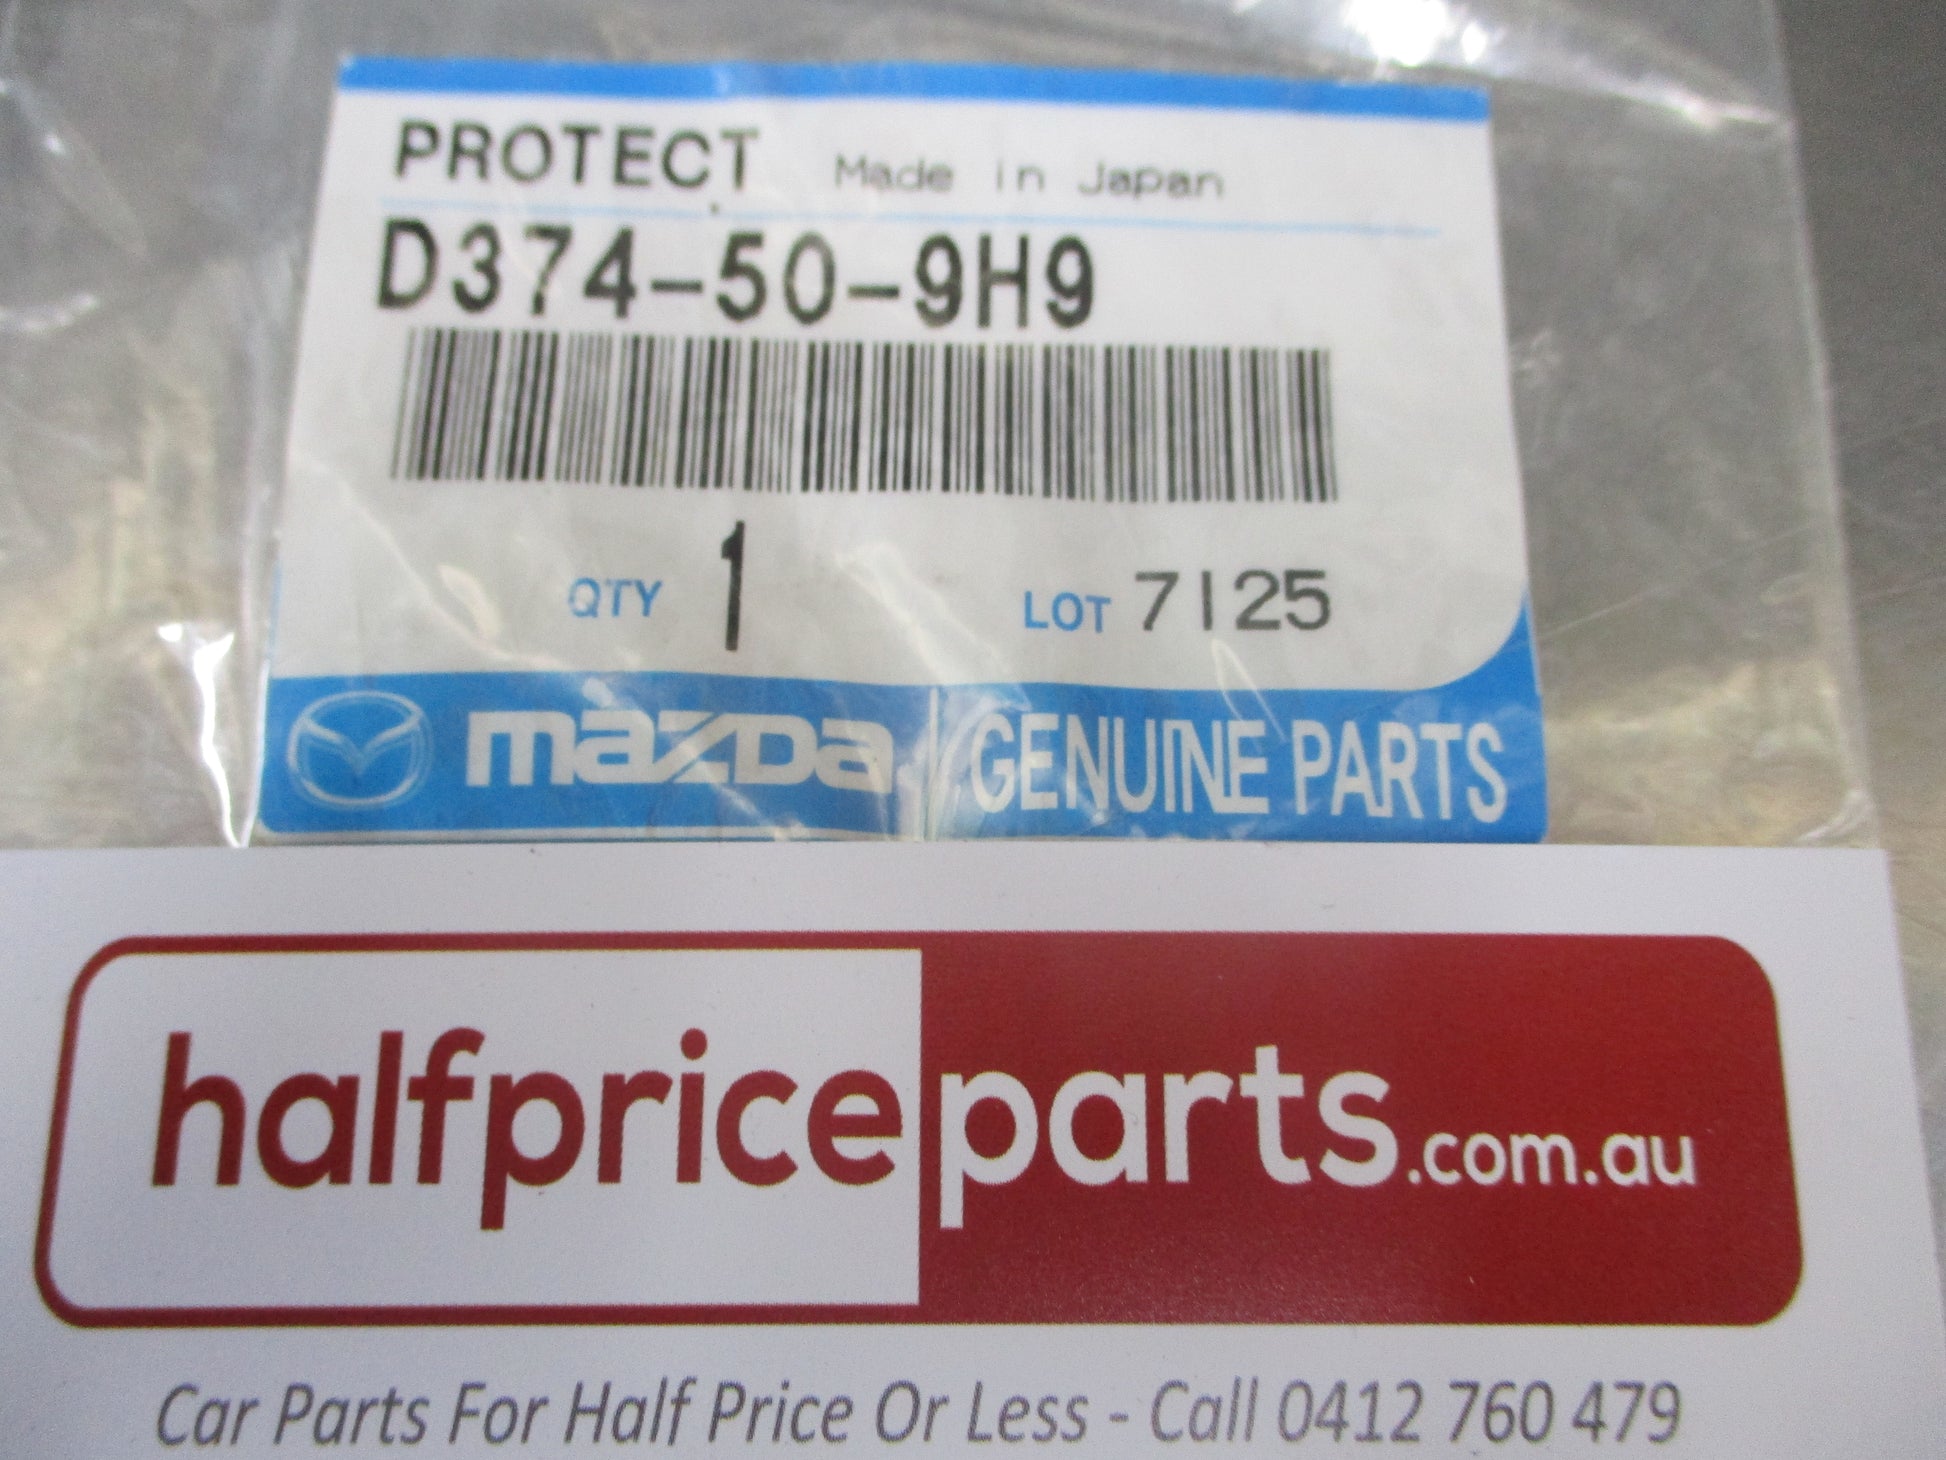 PROTECT Made in Japan
D374-50-9H9
QTY 1 LOT 7125
mazda GENUINE PARTS
halfpriceparts.com.au
Car Parts For Half Price Or Less - Call 0412 760 479